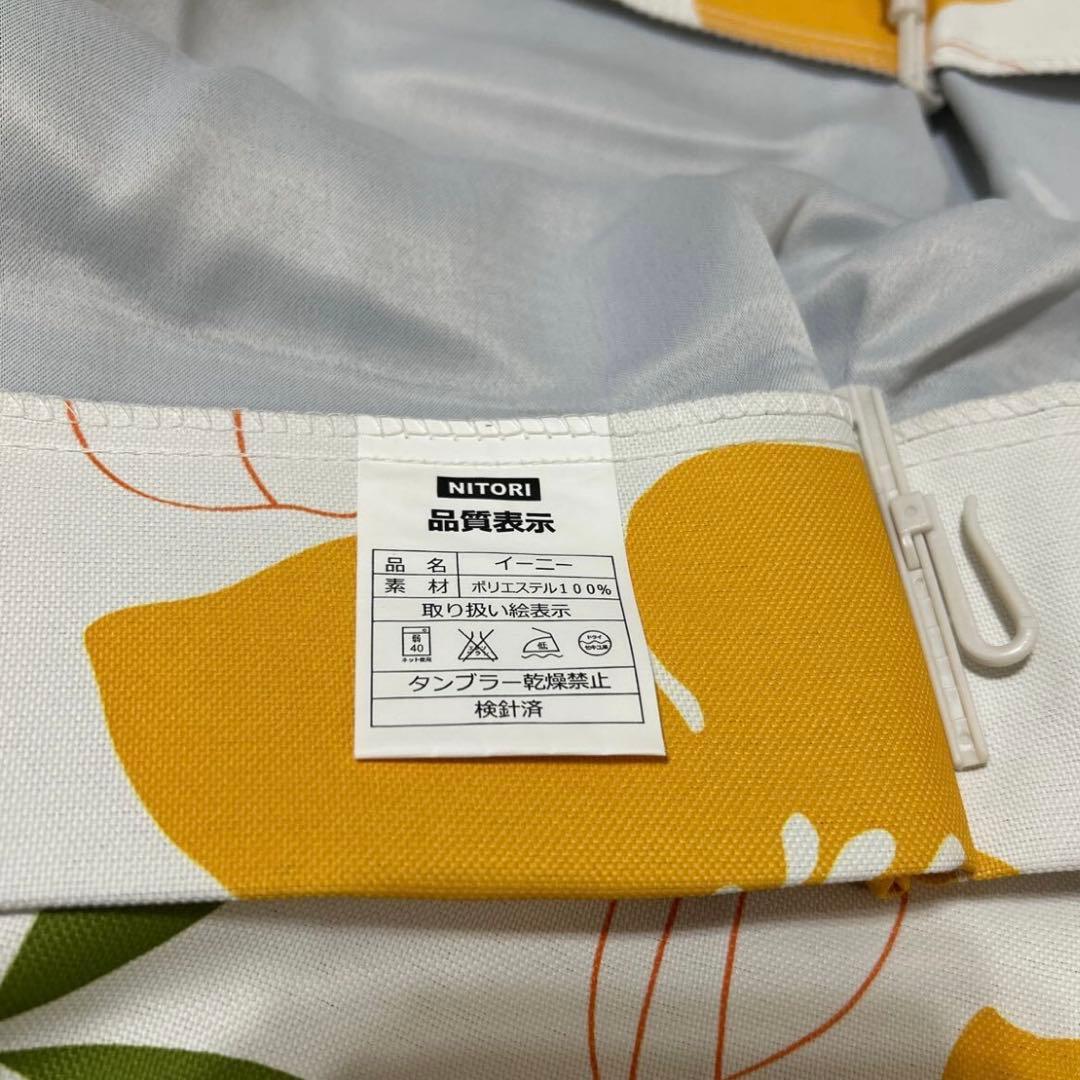 NITORI
品質表示
品 名 イーニー
素 材 ポリエステル100%
取り扱い絵表示
弱 40 ネット使用 低 ドライ セキユ系
タンブラー乾燥禁止
検針済